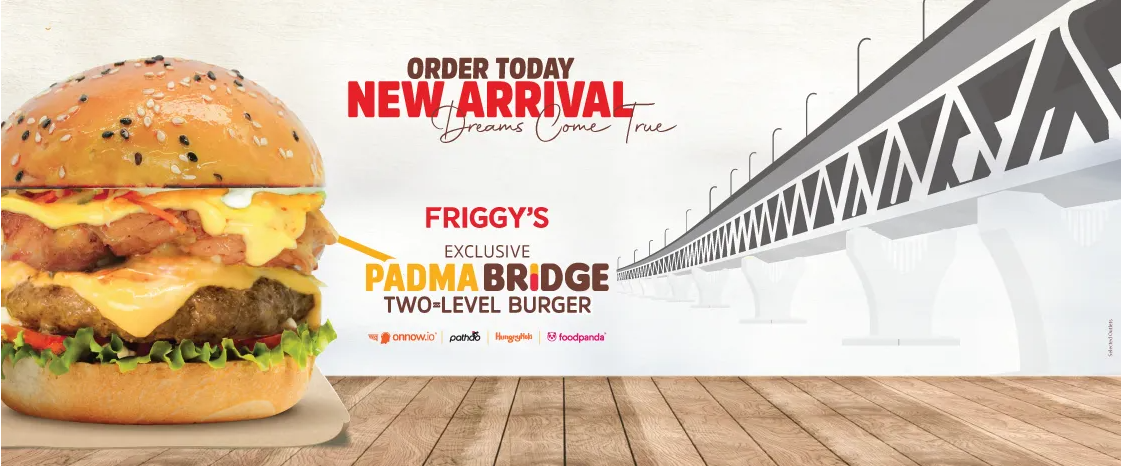 ORDER TODAY
NEW ARRIVAL
Dreams Come True
FRIGGY'S
EXCLUSIVE
PADMA BRIDGE
TWO=LEVEL BURGER
onnow.io pathao HungryNaki foodpanda
Selected Outlets